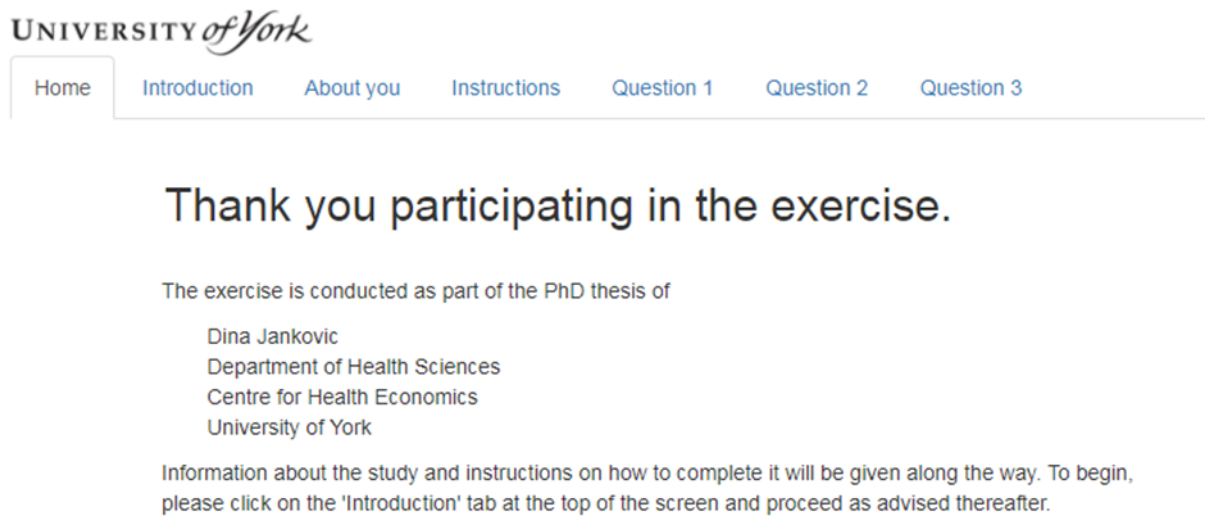 UNIVERSITY of York
Home Introduction About you Instructions Question 1 Question 2 Question 3
Thank you participating in the exercise.
The exercise is conducted as part of the PhD thesis of
Dina Jankovic
Department of Health Sciences
Centre for Health Economics
University of York
Information about the study and instructions on how to complete it will be given along the way. To begin,
please click on the 'Introduction' tab at the top of the screen and proceed as advised thereafter.